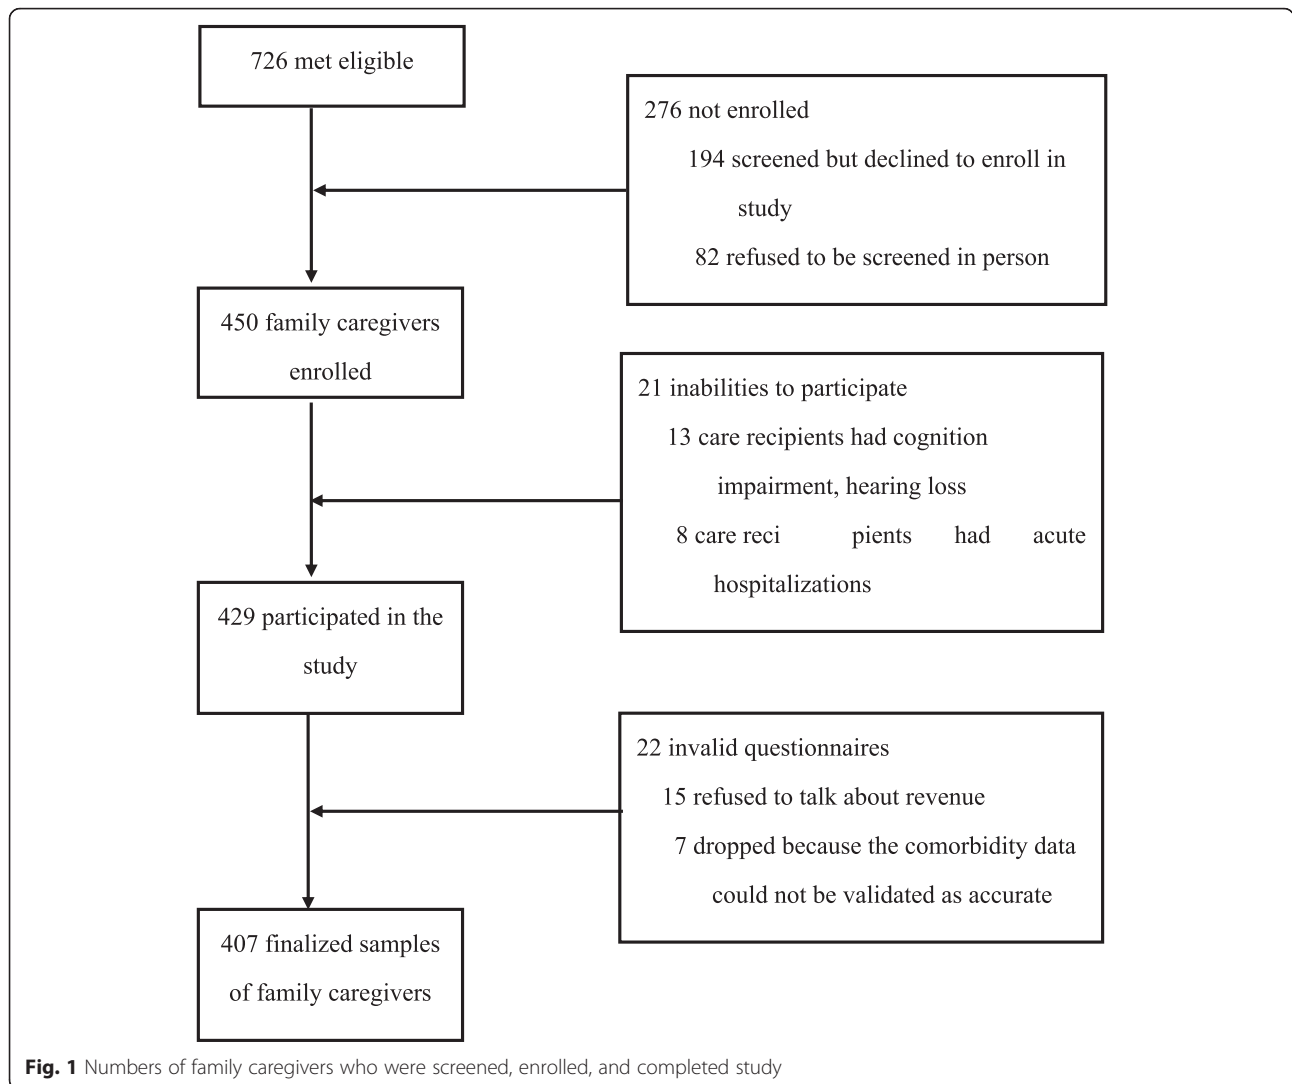 726 met eligible
276 not enrolled
194 screened but declined to enroll in
study
82 refused to be screened in person
450 family caregivers
enrolled
21 inabilities to participate
13 care recipients had cognition
impairment, hearing loss
8 care reci pients had acute
hospitalizations
429 participated in the
study
22 invalid questionnaires
15 refused to talk about revenue
7 dropped because the comorbidity data
could not be validated as accurate
407 finalized samples
of family caregivers
Fig. 1 Numbers of family caregivers who were screened, enrolled, and completed study